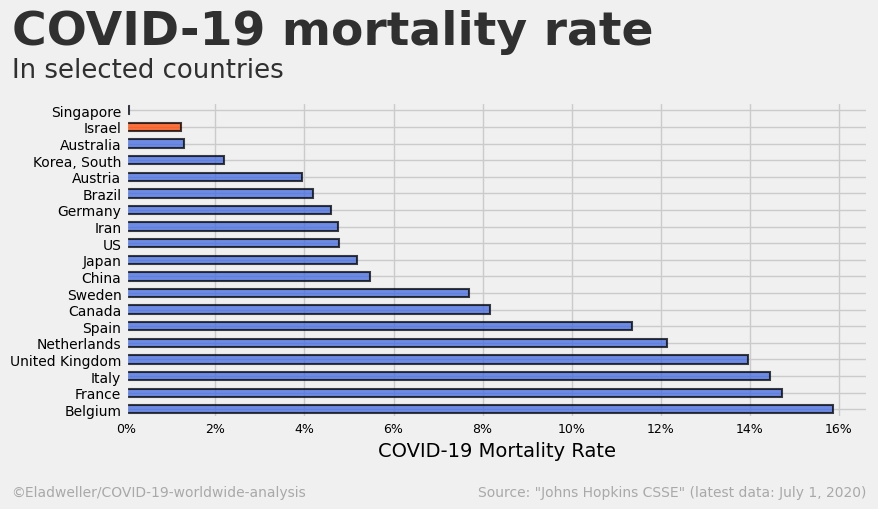 COVID-19 mortality rate
In selected countries
Singapore
Israel
Australia
Korea, South
Austria
Brazil
Germany
Iran
US
Japan
China
Sweden
Canada
Spain
Netherlands
United Kingdom
Italy
France
Belgium
0% 2% 4% 6% 8% 10% 12% 14% 16%
COVID-19 Mortality Rate
©Eladweller/COVID-19-worldwide-analysis Source: "Johns Hopkins CSSE" (latest data: July 1, 2020)